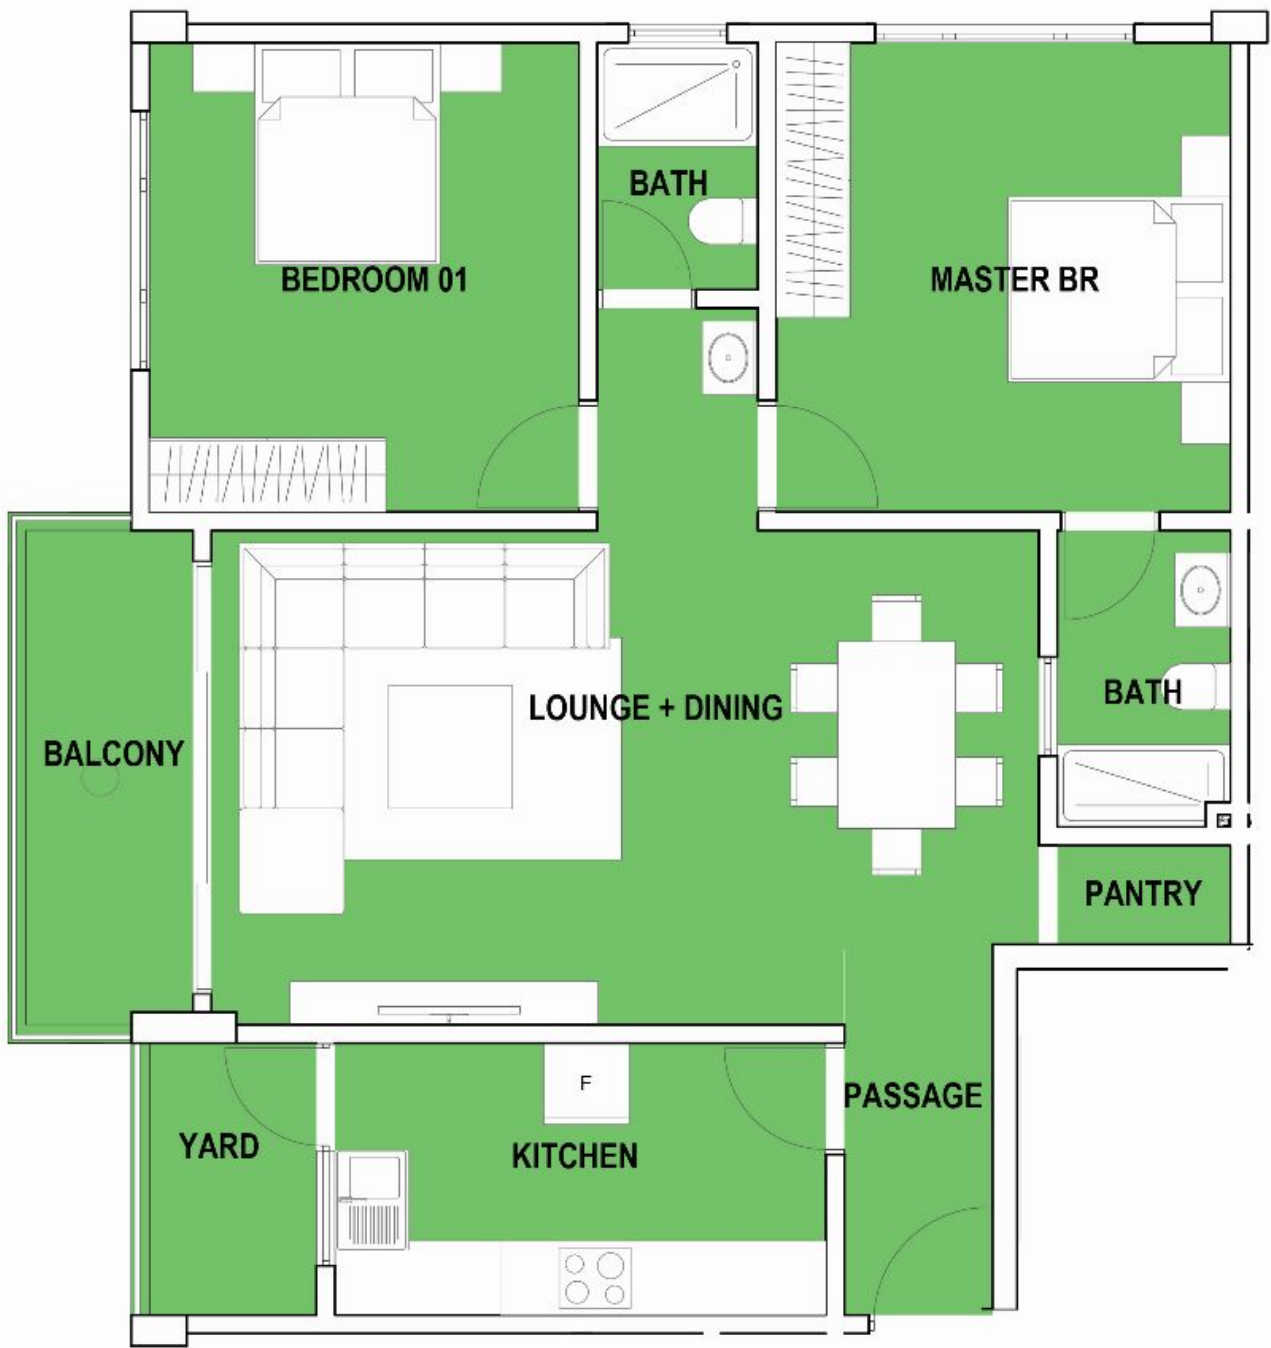 BATH
BEDROOM 01
MASTER BR
BATH
LOUNGE + DINING
BALCONY
PANTRY
F
PASSAGE
YARD
KITCHEN